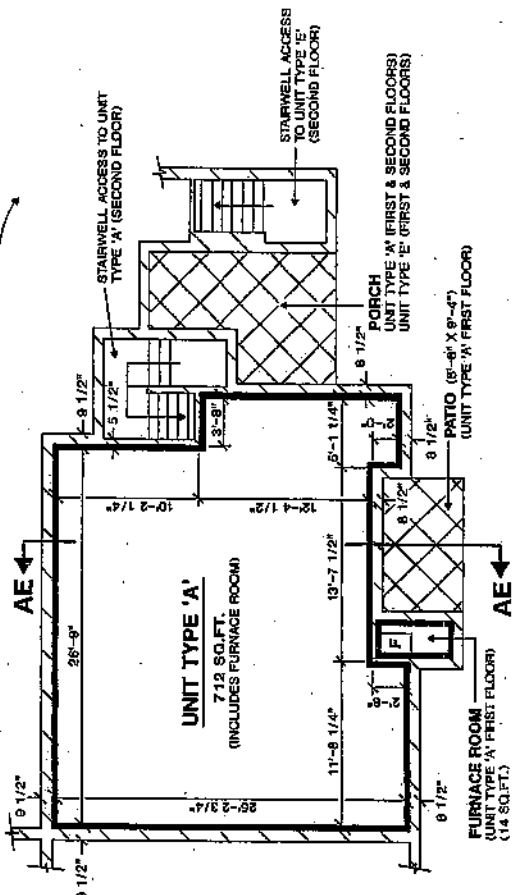 STAIRWELL ACCESS TO UNIT
TYPE 'A' (SECOND FLOOR)
STAIRWELL ACCESS
TO UNIT TYPE 'E'
(SECOND FLOOR)
PORCH
UNIT TYPE 'A' (FIRST & SECOND FLOORS)
UNIT TYPE 'E' (FIRST & SECOND FLOORS)
PATIO (5'-8" X 9'-4")
(UNIT TYPE 'A' FIRST FLOOR)
AE
9 1/2"
5 1/2"
3'-8"
8 1/2"
26'-9"
10'-2 1/4"
12'-4 1/2"
5'-1 1/4"
8 1/2"
UNIT TYPE 'A'
712 SQ.FT.
(INCLUDES FURNACE ROOM)
13'-7 1/2"
8 1/2"
F
11'-8 1/4"
2'-8"
9 1/2"
26'-2 3/4"
8 1/2"
AE
FURNACE ROOM
(UNIT TYPE 'A' FIRST FLOOR)
(14 SQ.FT.)